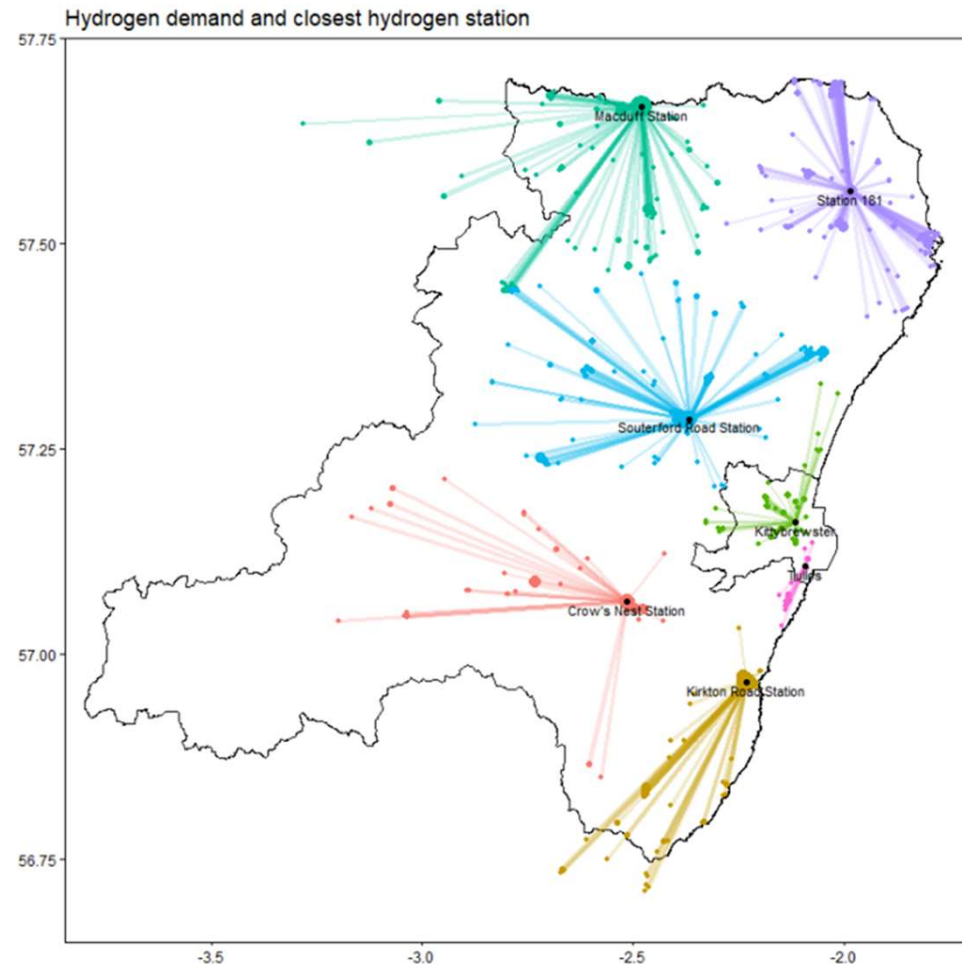 Hydrogen demand and closest hydrogen station
57.75
Macduff Station
Station 181
57.50
Souterford Road Station
57.25
Kittybrewster
Tullos
Crow's Nest Station
57.00
Kirkton Road Station
56.75
-3.5
-3.0
-2.5
-2.0